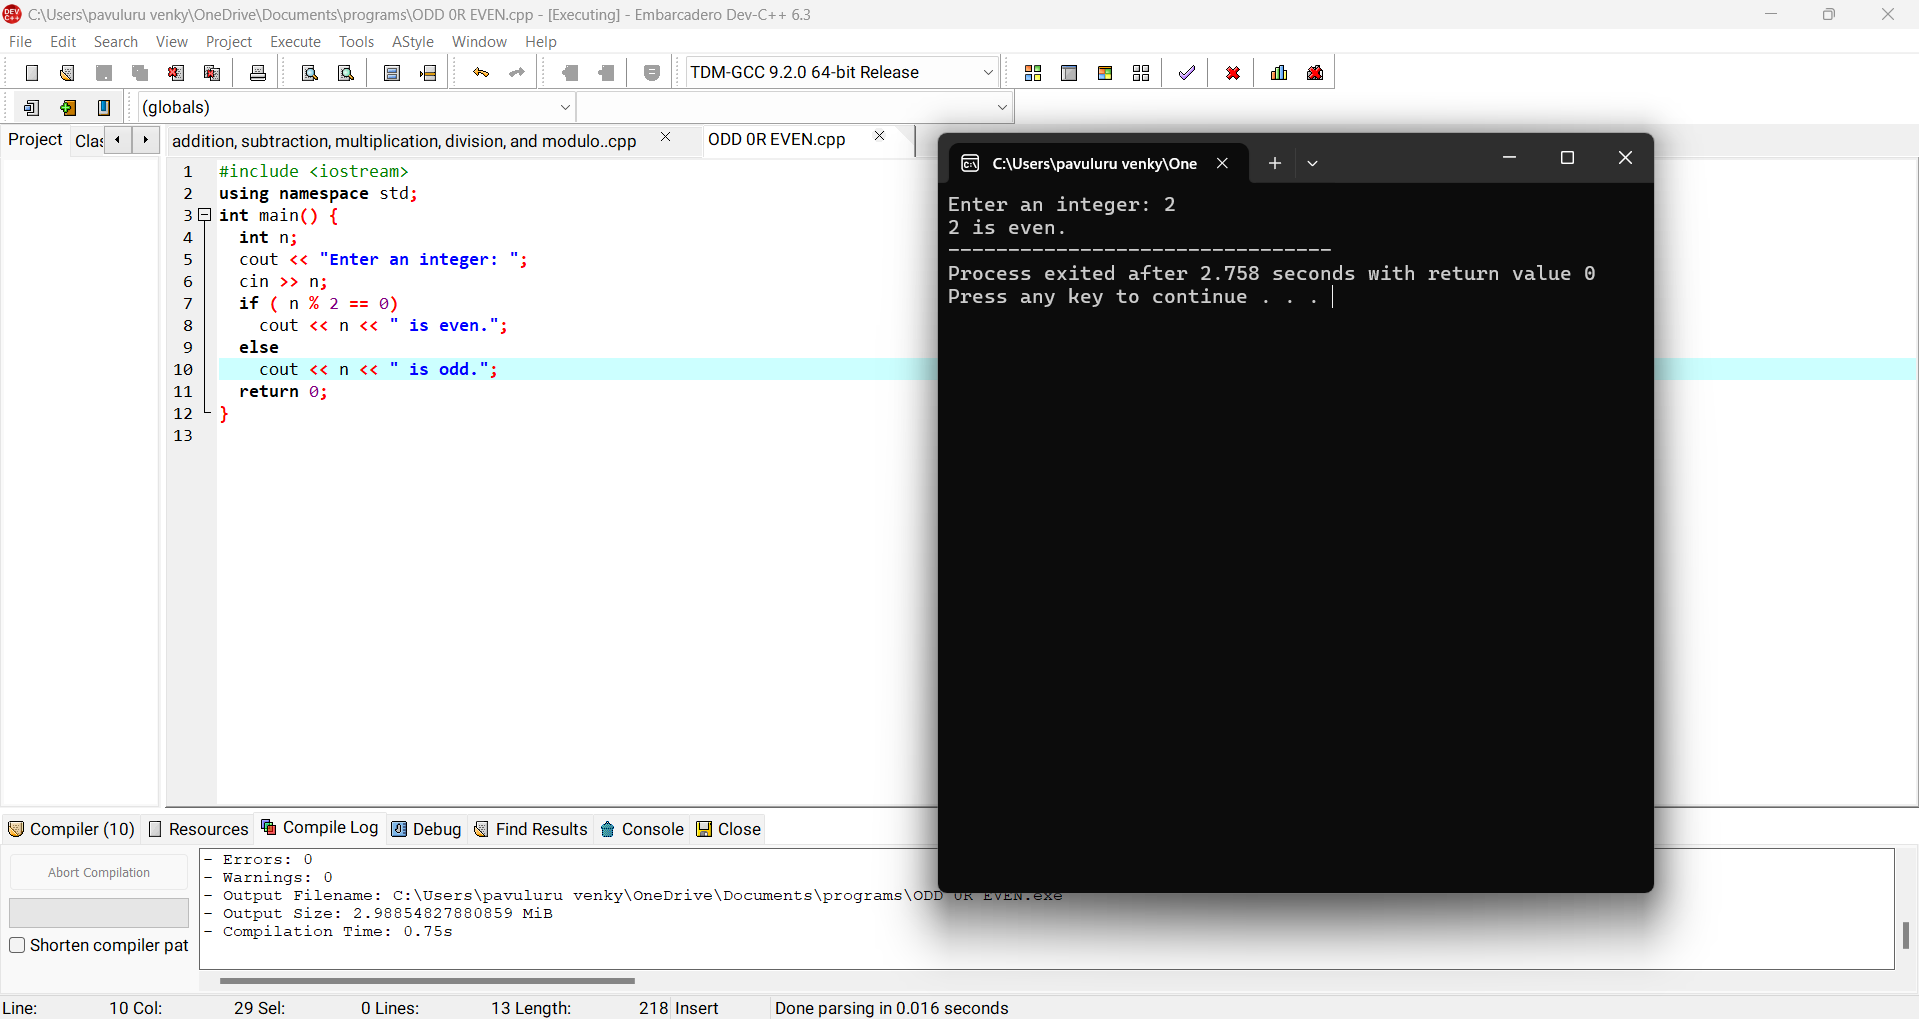 C:\Users\pavuluru venky\OneDrive\Documents\programs\ODD 0R EVEN.cpp - [Executing] - Embarcadero Dev-C++ 6.3
File Edit Search View Project Execute Tools AStyle Window Help
TDM-GCC 9.2.0 64-bit Release
(globals)
Project Clas addition, subtraction, multiplication, division, and modulo..cpp ODD 0R EVEN.cpp
1 #include <iostream>
2 using namespace std;
3 int main() {
4 int n;
5 cout << "Enter an integer: ";
6 cin >> n;
7 if ( n % 2 == 0)
8 cout << n << " is even.";
9 else
10 cout << n << " is odd.";
11 return 0;
12 }
13
C:\Users\pavuluru venky\One
Enter an integer: 2
2 is even.
--------------------------------
Process exited after 2.758 seconds with return value 0
Press any key to continue . . .
Compiler (10) Resources Compile Log Debug Find Results Console Close
Abort Compilation
Shorten compiler pat
- Errors: 0
- Warnings: 0
- Output Filename: C:\Users\pavuluru venky\OneDrive\Documents\programs\ODD 0R EVEN.exe
- Output Size: 2.98854827880859 MiB
- Compilation Time: 0.75s
Line: 10 Col: 29 Sel: 0 Lines: 13 Length: 218 Insert Done parsing in 0.016 seconds